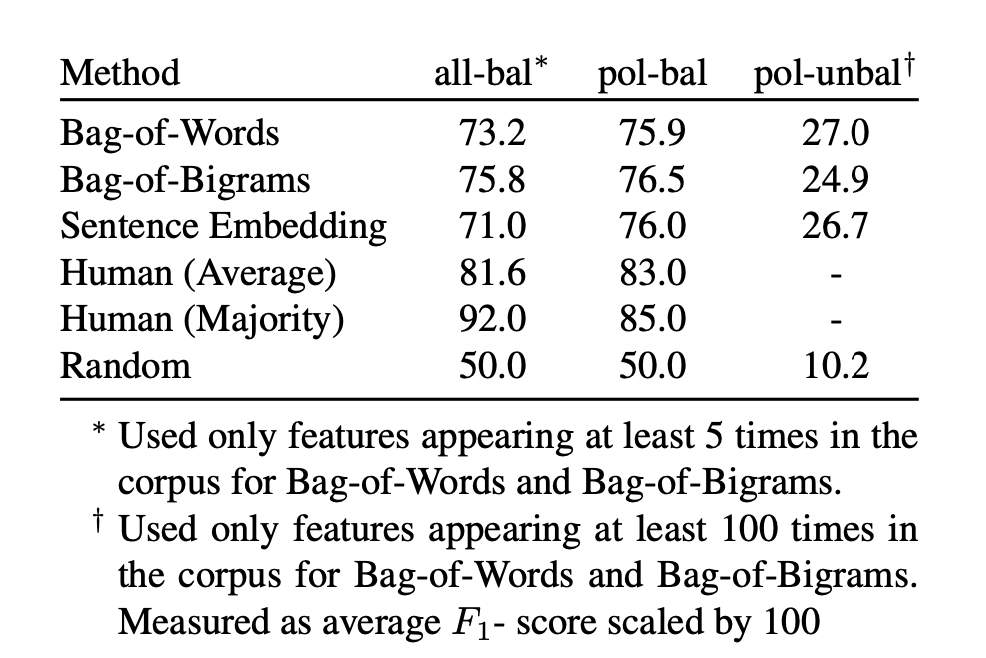 Method all-bal* pol-bal pol-unbal†
Bag-of-Words 73.2 75.9 27.0
Bag-of-Bigrams 75.8 76.5 24.9
Sentence Embedding 71.0 76.0 26.7
Human (Average) 81.6 83.0 -
Human (Majority) 92.0 85.0 -
Random 50.0 50.0 10.2
* Used only features appearing at least 5 times in the
corpus for Bag-of-Words and Bag-of-Bigrams.
† Used only features appearing at least 100 times in
the corpus for Bag-of-Words and Bag-of-Bigrams.
Measured as average F₁- score scaled by 100